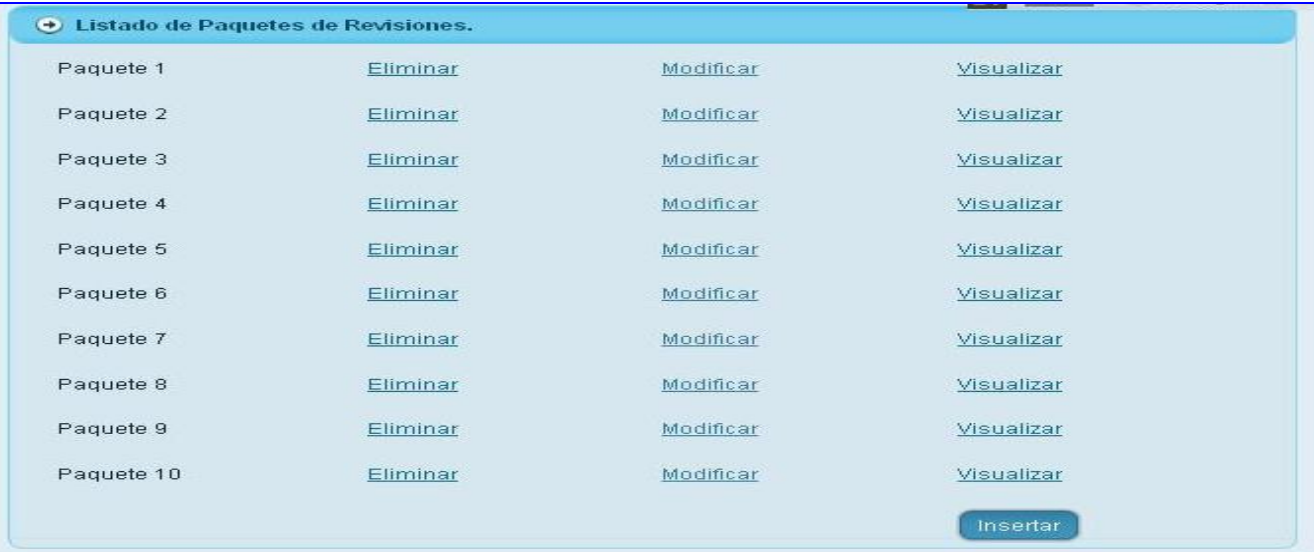 Listado de Paquetes de Revisiones.
Paquete 1 Eliminar Modificar Visualizar
Paquete 2 Eliminar Modificar Visualizar
Paquete 3 Eliminar Modificar Visualizar
Paquete 4 Eliminar Modificar Visualizar
Paquete 5 Eliminar Modificar Visualizar
Paquete 6 Eliminar Modificar Visualizar
Paquete 7 Eliminar Modificar Visualizar
Paquete 8 Eliminar Modificar Visualizar
Paquete 9 Eliminar Modificar Visualizar
Paquete 10 Eliminar Modificar Visualizar
Insertar